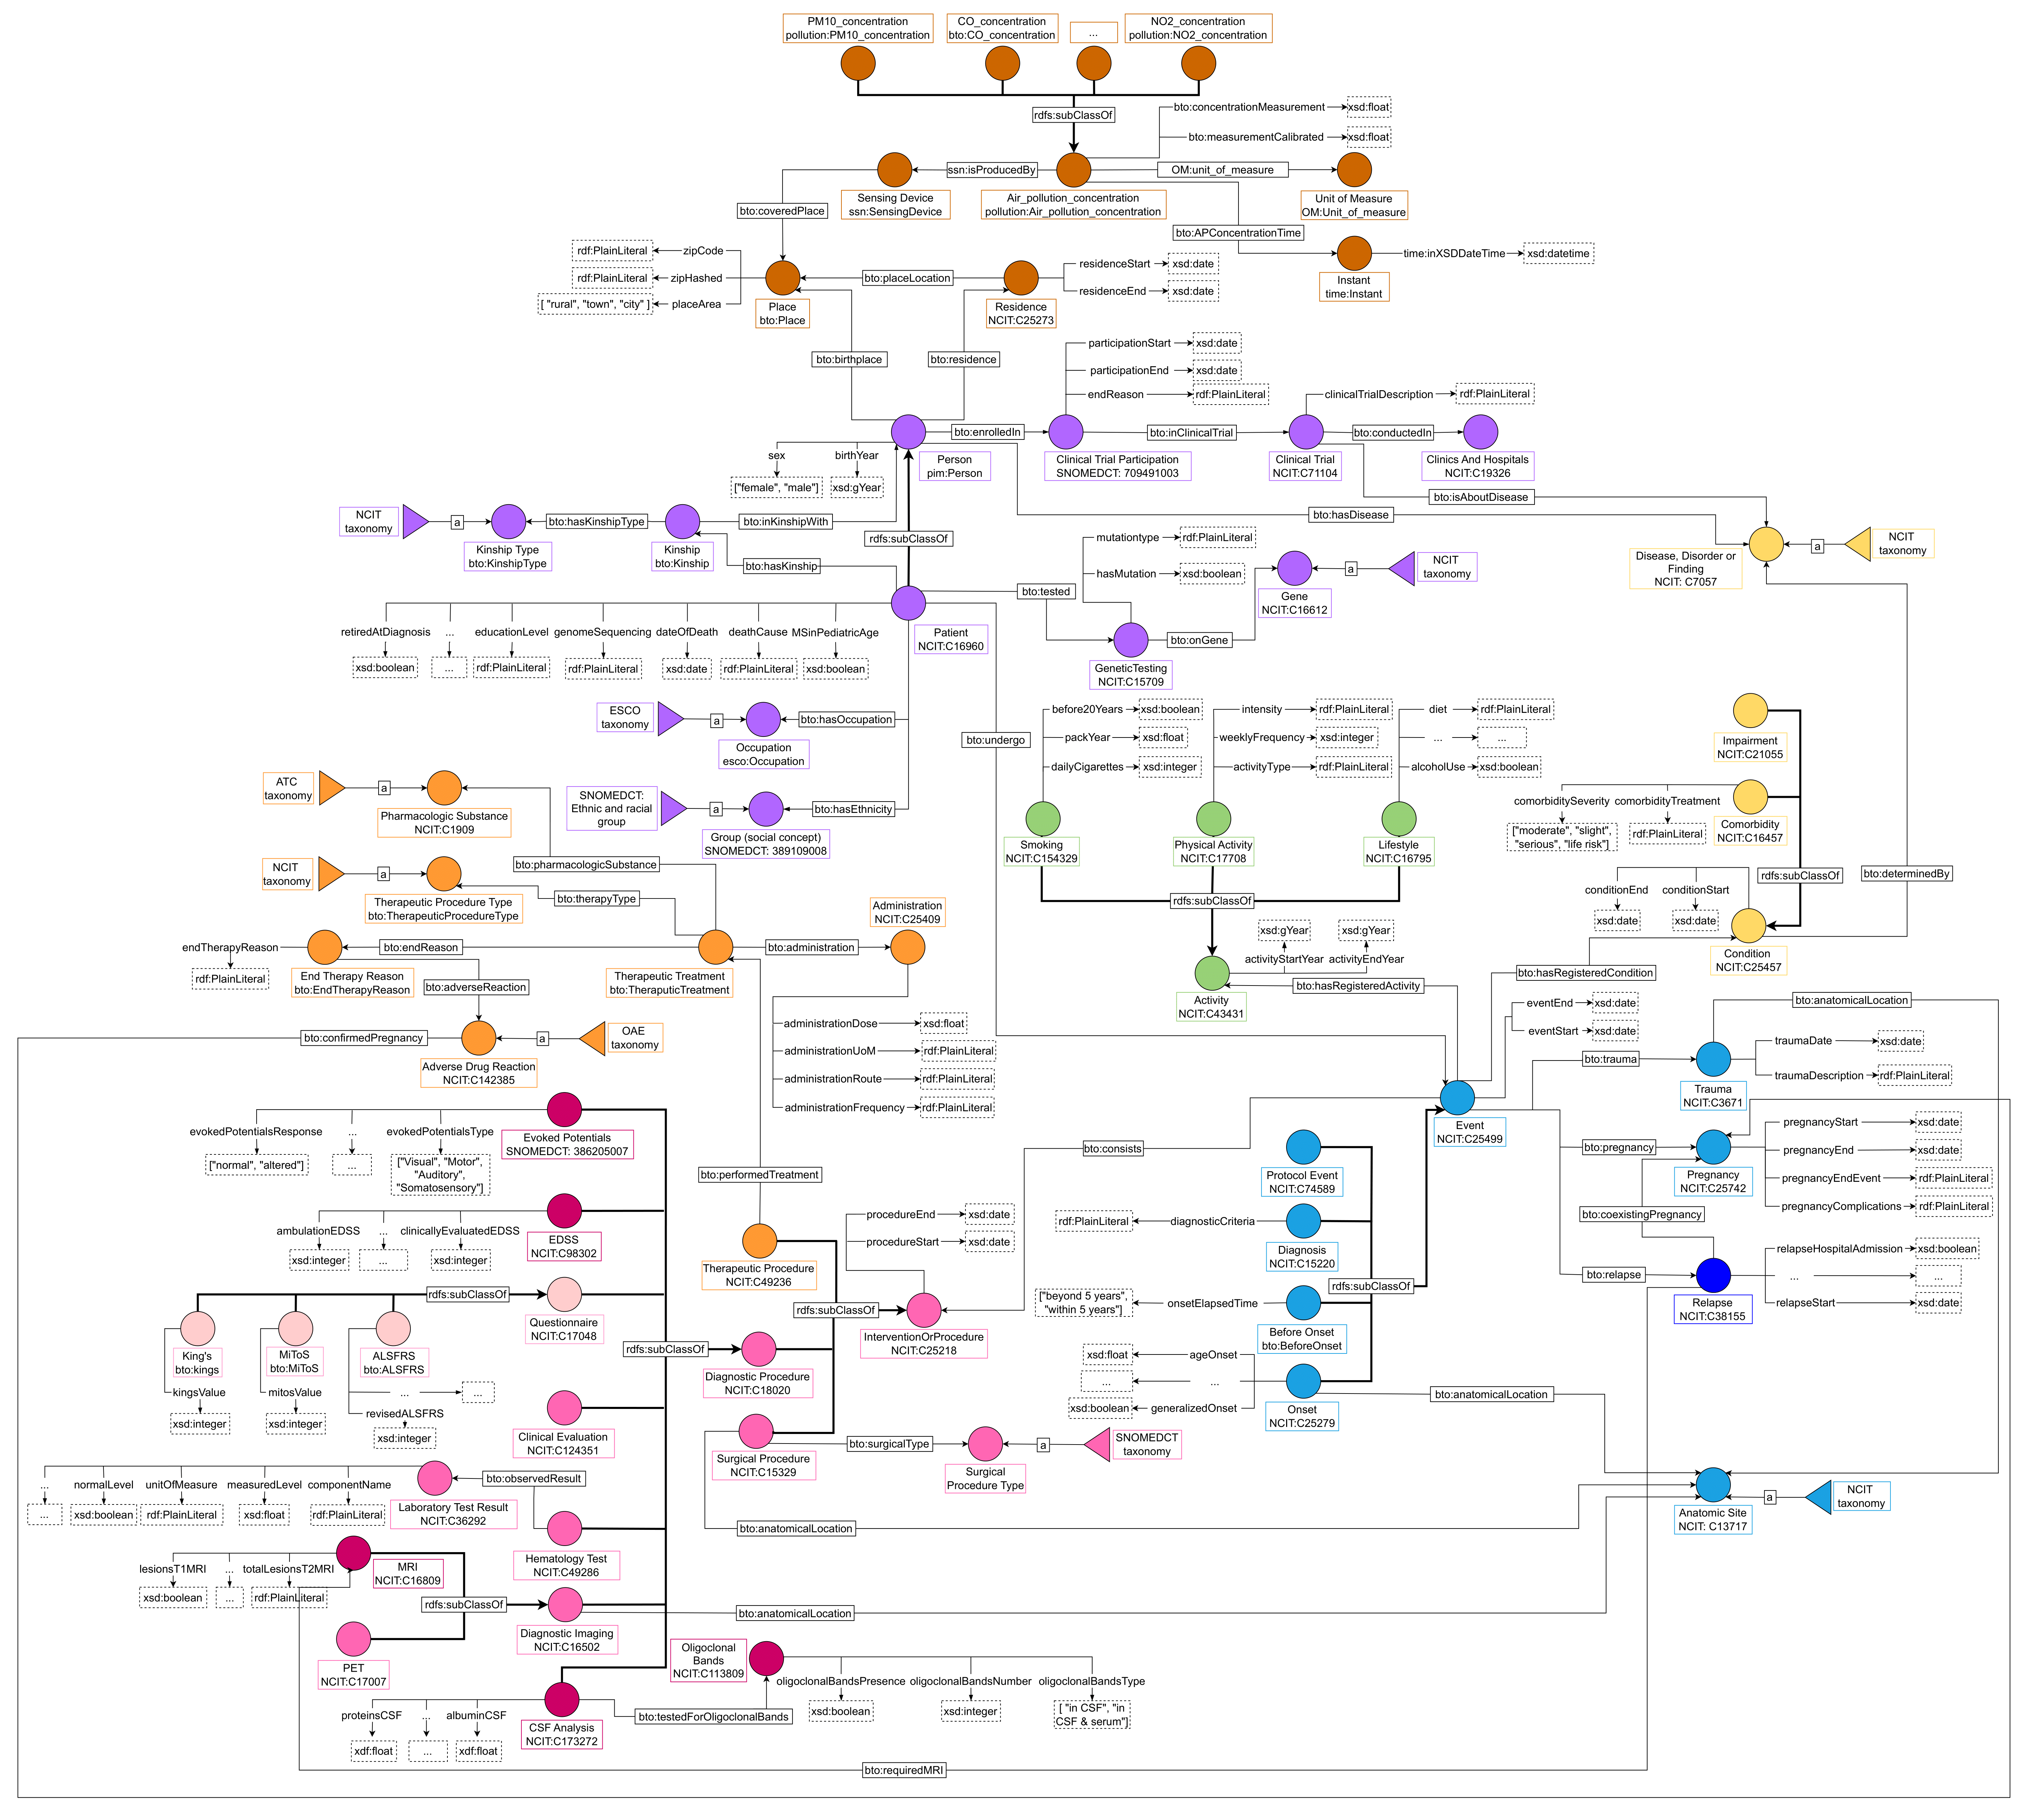 PM10_concentration
pollution:PM10_concentration
CO_concentration
bto:CO_concentration
...
NO2_concentration
pollution:NO2_concentration
rdfs:subClassOf
bto:concentrationMeasurement
xsd:float
bto:measurementCalibrated
xsd:float
ssn:isProducedBy
OM:unit_of_measure
Sensing Device
ssn:SensingDevice
Air_pollution_concentration
pollution:Air_pollution_concentration
Unit of Measure
OM:Unit_of_measure
bto:coveredPlace
bto:APConcentrationTime
rdf:PlainLiteral
zipCode
time:inXSDDateTime
xsd:datetime
rdf:PlainLiteral
zipHashed
bto:placeLocation
residenceStart
xsd:date
Instant
time:Instant
[ "rural", "town", "city" ]
placeArea
residenceEnd
xsd:date
Place
bto:Place
Residence
NCIT:C25273
bto:birthplace
bto:residence
participationStart
xsd:date
participationEnd
xsd:date
endReason
rdf:PlainLiteral
clinicalTrialDescription
rdf:PlainLiteral
bto:enrolledIn
bto:inClinicalTrial
bto:conductedIn
sex
birthYear
Person
pim:Person
Clinical Trial Participation
SNOMEDCT: 709491003
Clinical Trial
NCIT:C71104
Clinics And Hospitals
NCIT:C19326
["female", "male"]
xsd:gYear
bto:isAboutDisease
bto:hasDisease
NCIT
taxonomy
a
bto:hasKinshipType
bto:inKinshipWith
rdfs:subClassOf
Kinship Type
bto:KinshipType
Kinship
bto:Kinship
bto:hasKinship
mutationtype
rdf:PlainLiteral
hasMutation
xsd:boolean
Gene
NCIT:C16612
a
NCIT
taxonomy
Disease, Disorder or
Finding
NCIT: C7057
a
NCIT
taxonomy
bto:tested
bto:onGene
GeneticTesting
NCIT:C15709
retiredAtDiagnosis
...
educationLevel
genomeSequencing
dateOfDeath
deathCause
MSinPediatricAge
Patient
NCIT:C16960
xsd:boolean
...
rdf:PlainLiteral
rdf:PlainLiteral
xsd:date
rdf:PlainLiteral
xsd:boolean
ESCO
taxonomy
a
bto:hasOccupation
Occupation
esco:Occupation
bto:undergo
before20Years
xsd:boolean
packYear
xsd:float
dailyCigarettes
xsd:integer
intensity
rdf:PlainLiteral
weeklyFrequency
xsd:integer
activityType
rdf:PlainLiteral
diet
rdf:PlainLiteral
...
...
alcoholUse
xsd:boolean
Impairment
NCIT:C21055
ATC
taxonomy
a
Pharmacologic Substance
NCIT:C1909
SNOMEDCT:
Ethnic and racial
group
a
bto:hasEthnicity
Group (social concept)
SNOMEDCT: 389109008
Smoking
NCIT:C154329
Physical Activity
NCIT:C17708
Lifestyle
NCIT:C16795
comorbiditySeverity
comorbidityTreatment
["moderate", "slight",
"serious", "life risk"]
rdf:PlainLiteral
Comorbidity
NCIT:C16457
bto:pharmacologicSubstance
NCIT
taxonomy
a
Therapeutic Procedure Type
bto:TherapeuticProcedureType
bto:therapyType
rdfs:subClassOf
rdfs:subClassOf
bto:determinedBy
conditionEnd
conditionStart
xsd:date
xsd:date
Condition
NCIT:C25457
Administration
NCIT:C25409
endTherapyReason
bto:endReason
bto:administration
rdf:PlainLiteral
End Therapy Reason
bto:EndTherapyReason
Therapeutic Treatment
bto:TheraputicTreatment
bto:adverseReaction
xsd:gYear
xsd:gYear
activityStartYear
activityEndYear
Activity
NCIT:C43431
bto:hasRegisteredActivity
bto:hasRegisteredCondition
eventEnd
xsd:date
eventStart
xsd:date
bto:anatomicalLocation
bto:confirmedPregnancy
a
OAE
taxonomy
Adverse Drug Reaction
NCIT:C142385
administrationDose
xsd:float
administrationUoM
rdf:PlainLiteral
administrationRoute
rdf:PlainLiteral
administrationFrequency
rdf:PlainLiteral
bto:trauma
traumaDate
xsd:date
traumaDescription
rdf:PlainLiteral
Trauma
NCIT:C3671
evokedPotentialsResponse
...
evokedPotentialsType
Evoked Potentials
SNOMEDCT: 386205007
["normal", "altered"]
...
["Visual", "Motor",
"Auditory",
"Somatosensory"]
Event
NCIT:C25499
bto:consists
bto:performedTreatment
Protocol Event
NCIT:C74589
bto:pregnancy
Pregnancy
NCIT:C25742
pregnancyStart
xsd:date
pregnancyEnd
xsd:date
pregnancyEndEvent
rdf:PlainLiteral
pregnancyComplications
rdf:PlainLiteral
bto:coexistingPregnancy
ambulationEDSS
...
clinicallyEvaluatedEDSS
EDSS
NCIT:C98302
xsd:integer
...
xsd:integer
procedureEnd
xsd:date
procedureStart
xsd:date
rdf:PlainLiteral
diagnosticCriteria
Diagnosis
NCIT:C15220
Therapeutic Procedure
NCIT:C49236
rdfs:subClassOf
rdfs:subClassOf
rdfs:subClassOf
["beyond 5 years",
"within 5 years"]
onsetElapsedTime
Before Onset
bto:BeforeOnset
bto:relapse
Relapse
NCIT:C38155
relapseHospitalAdmission
xsd:boolean
...
...
relapseStart
xsd:date
Questionnaire
NCIT:C17048
InterventionOrProcedure
NCIT:C25218
King's
bto:kings
MiToS
bto:MiToS
ALSFRS
bto:ALSFRS
rdfs:subClassOf
Diagnostic Procedure
NCIT:C18020
xsd:float
ageOnset
...
...
xsd:boolean
generalizedOnset
Onset
NCIT:C25279
bto:anatomicalLocation
kingsValue
mitosValue
...
...
revisedALSFRS
xsd:integer
xsd:integer
xsd:integer
Clinical Evaluation
NCIT:C124351
Surgical Procedure
NCIT:C15329
bto:surgicalType
Surgical
Procedure Type
a
SNOMEDCT
taxonomy
...
normalLevel
unitOfMeasure
measuredLevel
componentName
bto:observedResult
...
xsd:boolean
rdf:PlainLiteral
xsd:float
rdf:PlainLiteral
Laboratory Test Result
NCIT:C36292
Hematology Test
NCIT:C49286
bto:anatomicalLocation
Anatomic Site
NCIT: C13717
a
NCIT
taxonomy
lesionsT1MRI
...
totalLesionsT2MRI
MRI
NCIT:C16809
xsd:boolean
...
rdf:PlainLiteral
rdfs:subClassOf
Diagnostic Imaging
NCIT:C16502
bto:anatomicalLocation
PET
NCIT:C17007
Oligoclonal
Bands
NCIT:C113809
oligoclonalBandsPresence
oligoclonalBandsNumber
oligoclonalBandsType
xsd:boolean
xsd:integer
[ "in CSF", "in
CSF & serum"]
proteinsCSF
...
albuminCSF
CSF Analysis
NCIT:C173272
bto:testedForOligoclonalBands
xdf:float
...
xdf:float
bto:requiredMRI